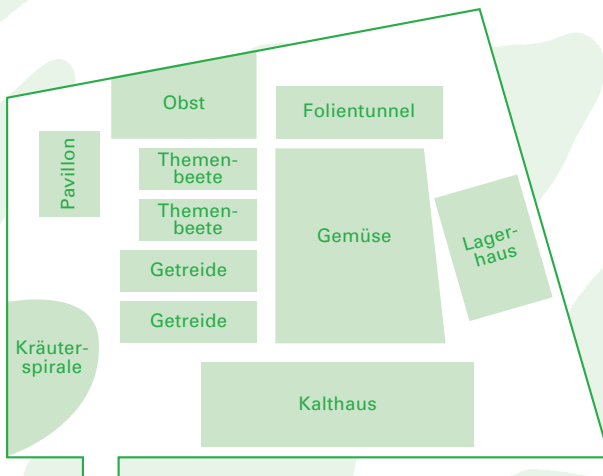 Obst
Folientunnel
Pavillon
Themen-
beete
Themen-
beete
Gemüse
Lager-
haus
Getreide
Getreide
Kräuter-
spirale
Kalthaus